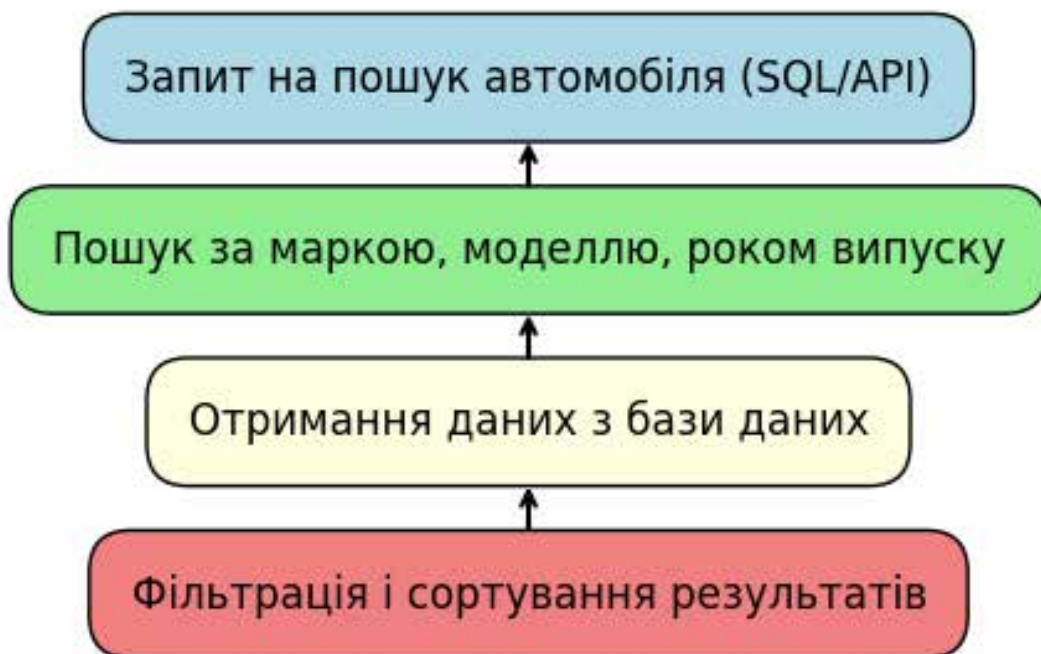 Запит на пошук автомобіля (SQL/API)
Пошук за маркою, моделлю, роком випуску
Отримання даних з бази даних
Фільтрація і сортування результатів